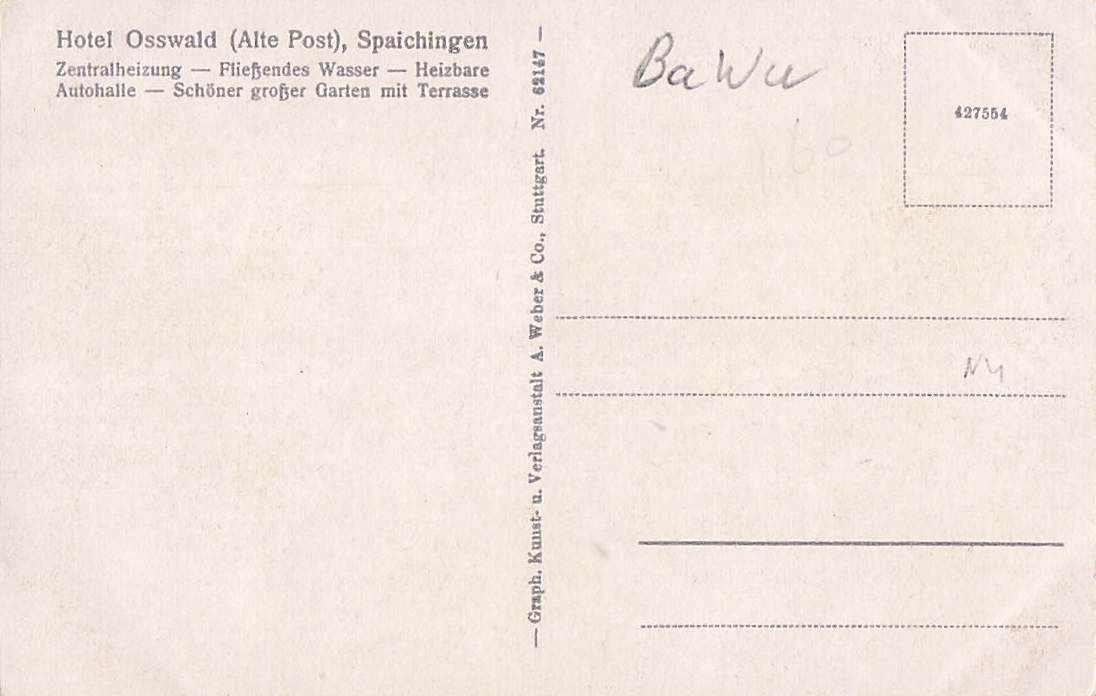 Hotel Osswald (Alte Post), Spaichingen
Zentralheizung — Fließendes Wasser — Heizbare
Autohalle — Schöner großer Garten mit Terrasse
— Graph. Kunst- u. Verlagsanstalt A. Weber & Co., Stuttgart. Nr. 62147 —
BaWu
427554